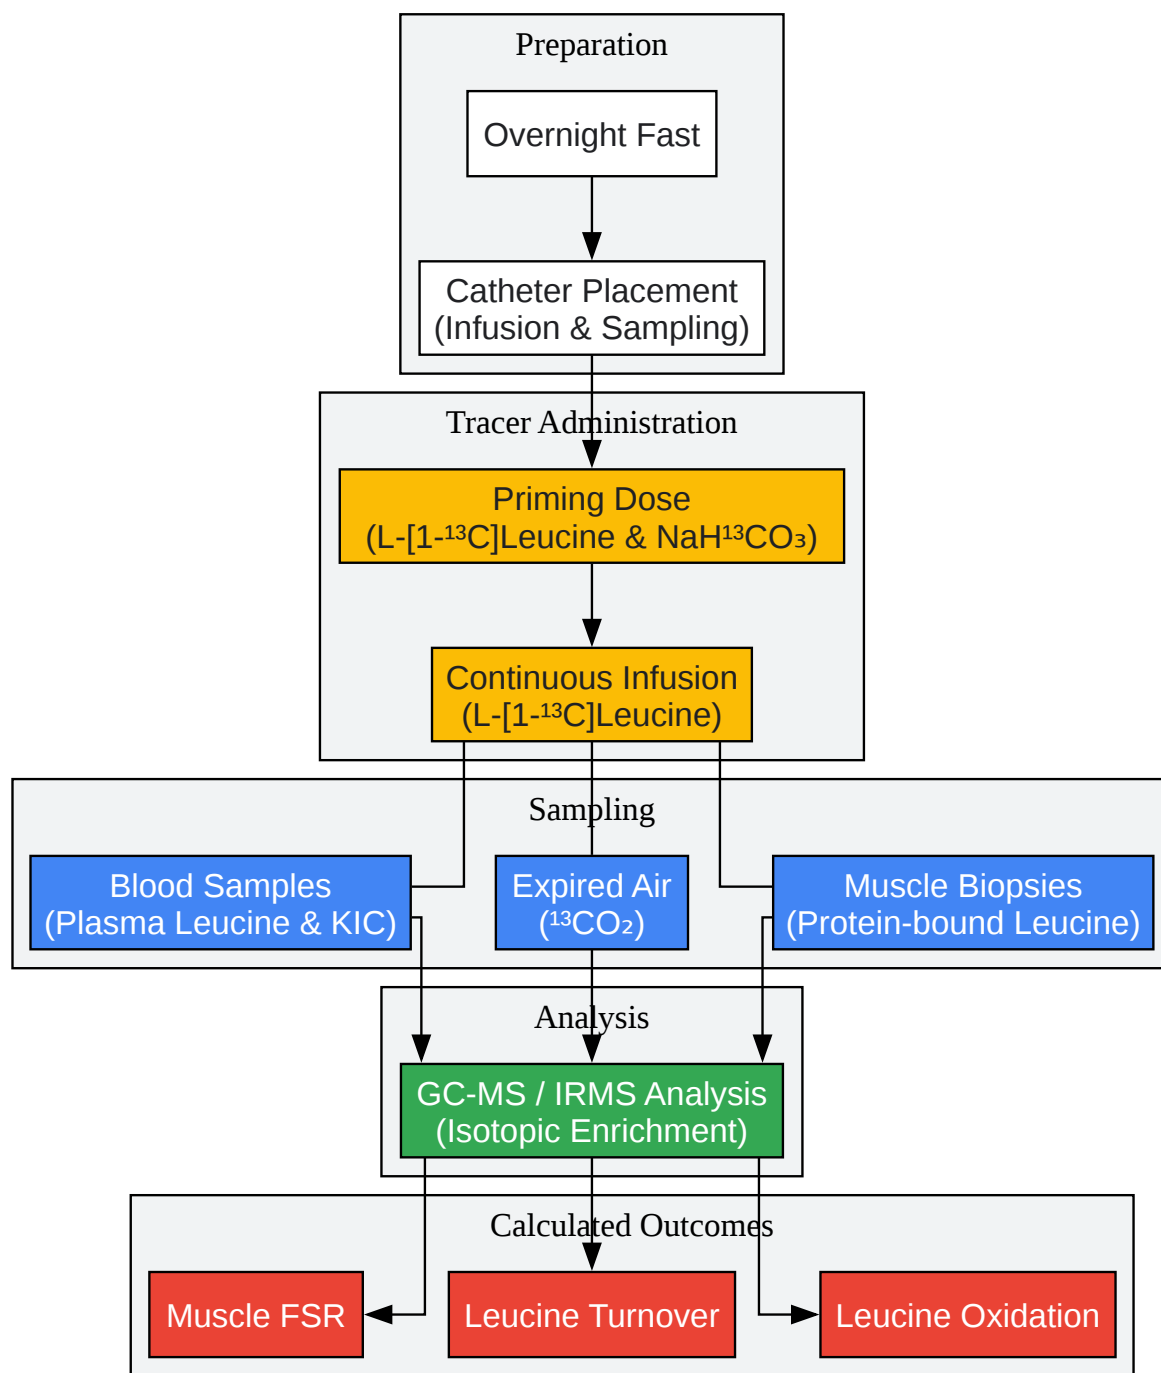 Preparation
Overnight Fast
Catheter Placement
(Infusion & Sampling)
Tracer Administration
Priming Dose
(L-[1-¹³C]Leucine & NaH¹³CO₃)
Continuous Infusion
(L-[1-¹³C]Leucine)
Sampling
Blood Samples
(Plasma Leucine & KIC)
Expired Air
(¹³CO₂)
Muscle Biopsies
(Protein-bound Leucine)
Analysis
GC-MS / IRMS Analysis
(Isotopic Enrichment)
Calculated Outcomes
Muscle FSR
Leucine Turnover
Leucine Oxidation